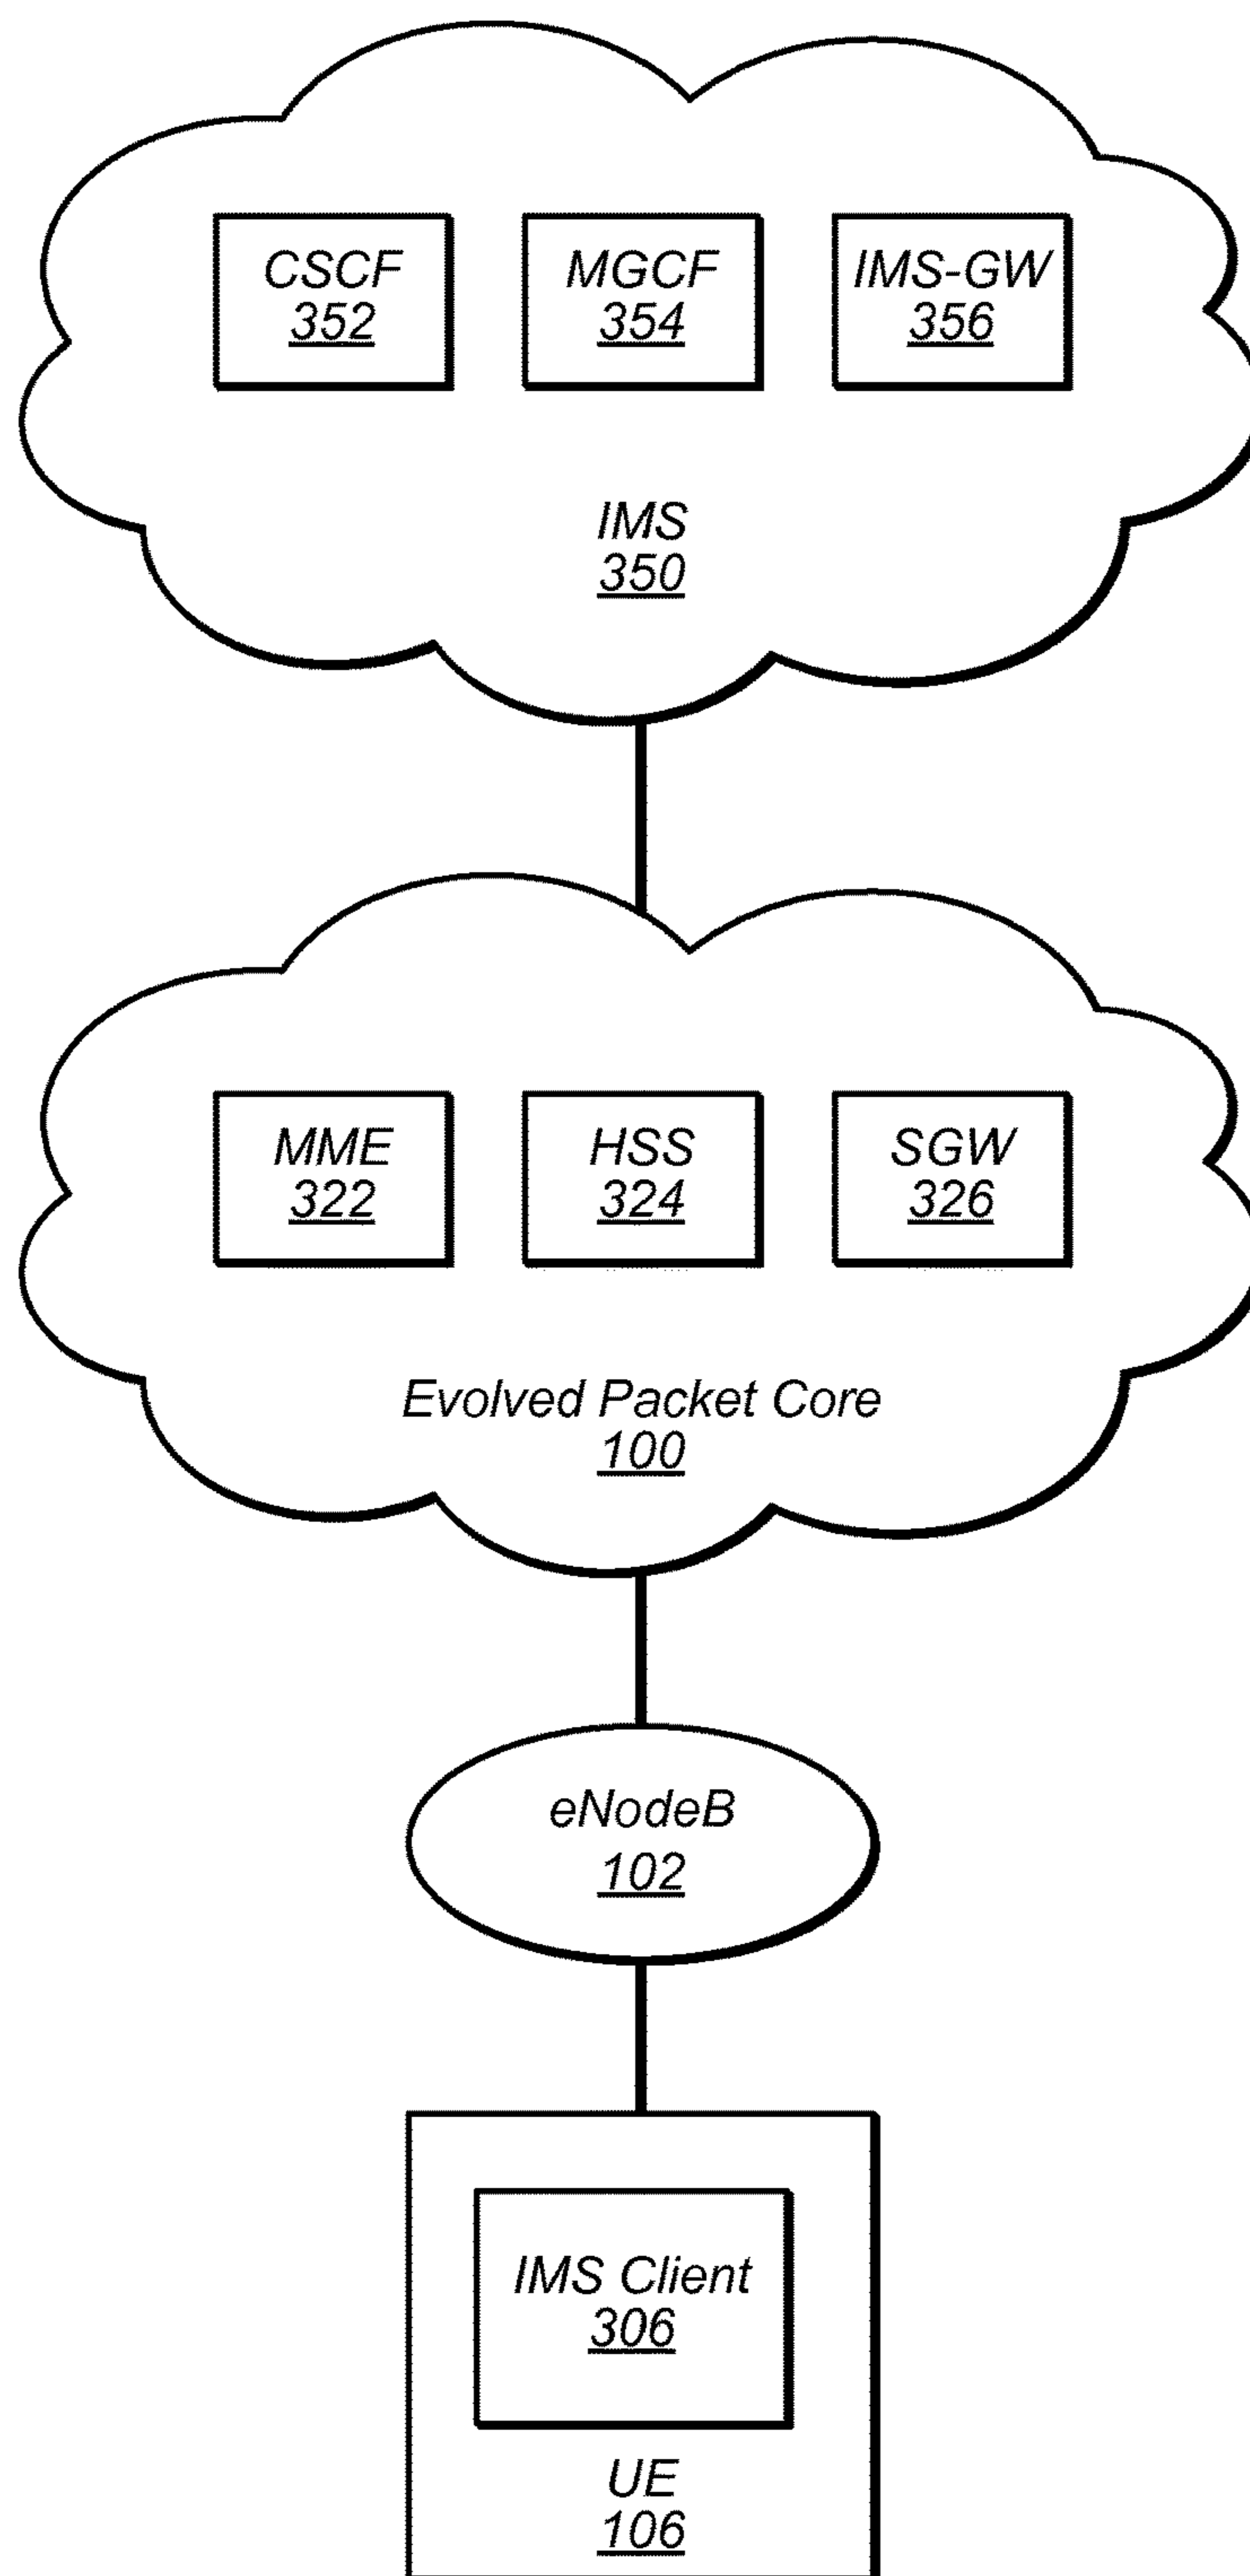 CSCF
352
MGCF
354
IMS-GW
356
IMS
350
MME
322
HSS
324
SGW
326
Evolved Packet Core
100
eNodeB
102
IMS Client
306
UE
106